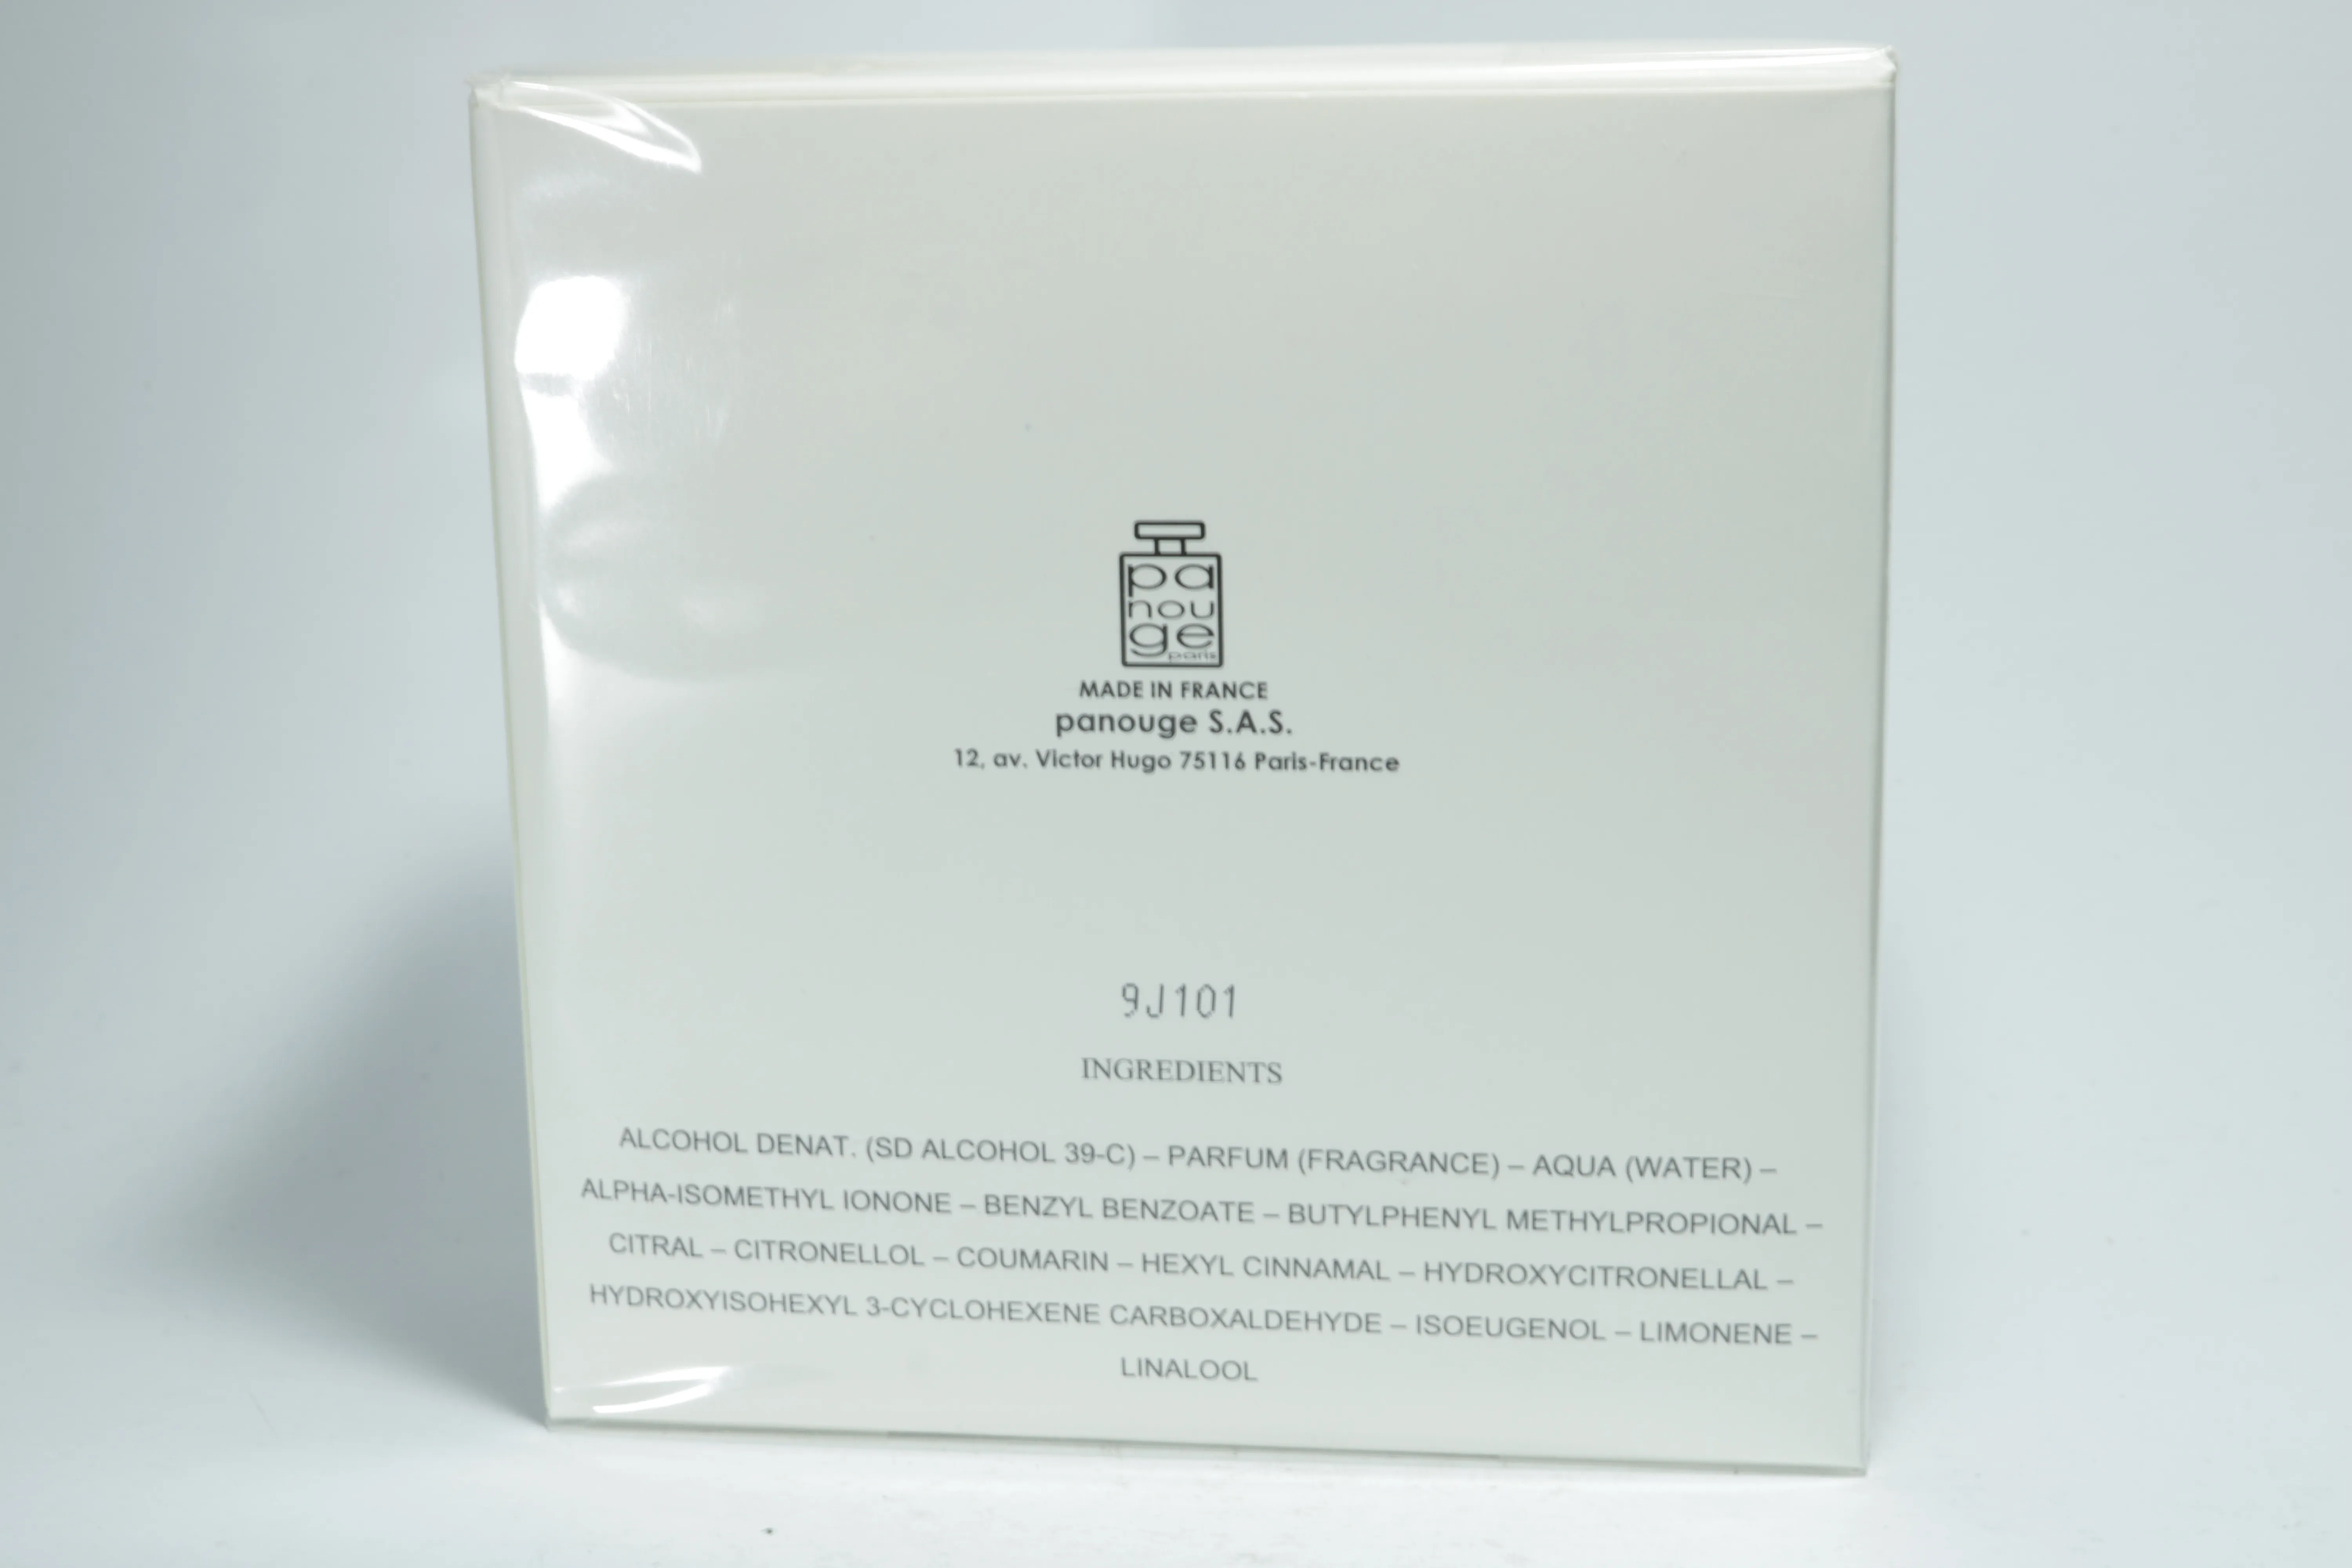 pa
nou
ge
paris
MADE IN FRANCE
panouge S.A.S.
12, av. Victor Hugo 75116 Paris-France
9J101
INGREDIENTS
ALCOHOL DENAT. (SD ALCOHOL 39-C) – PARFUM (FRAGRANCE) – AQUA (WATER) –
ALPHA-ISOMETHYL IONONE – BENZYL BENZOATE – BUTYLPHENYL METHYLPROPIONAL –
CITRAL – CITRONELLOL – COUMARIN – HEXYL CINNAMAL – HYDROXYCITRONELLAL –
HYDROXYISOHEXYL 3-CYCLOHEXENE CARBOXALDEHYDE – ISOEUGENOL – LIMONENE –
LINALOOL